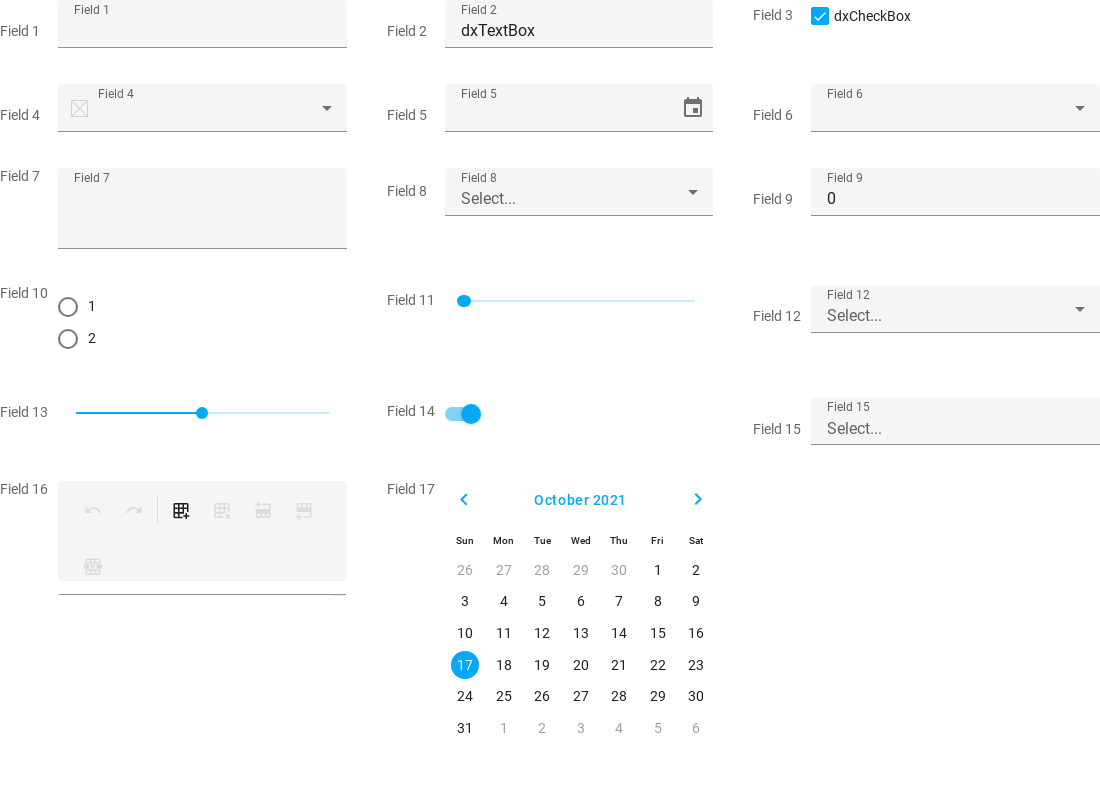 Field 1
Field 1
Field 2
Field 2
dxTextBox
Field 3
dxCheckBox
Field 4
Field 4
Field 5
Field 5
Field 6
Field 6
Field 7
Field 7
Field 8
Field 8
Select...
Field 9
Field 9
0
Field 10
1
2
Field 11
Field 12
Field 12
Select...
Field 13
Field 14
Field 15
Field 15
Select...
Field 16
Field 17
October 2021
Sun Mon Tue Wed Thu Fri Sat
26 27 28 29 30 1 2
3 4 5 6 7 8 9
10 11 12 13 14 15 16
17 18 19 20 21 22 23
24 25 26 27 28 29 30
31 1 2 3 4 5 6